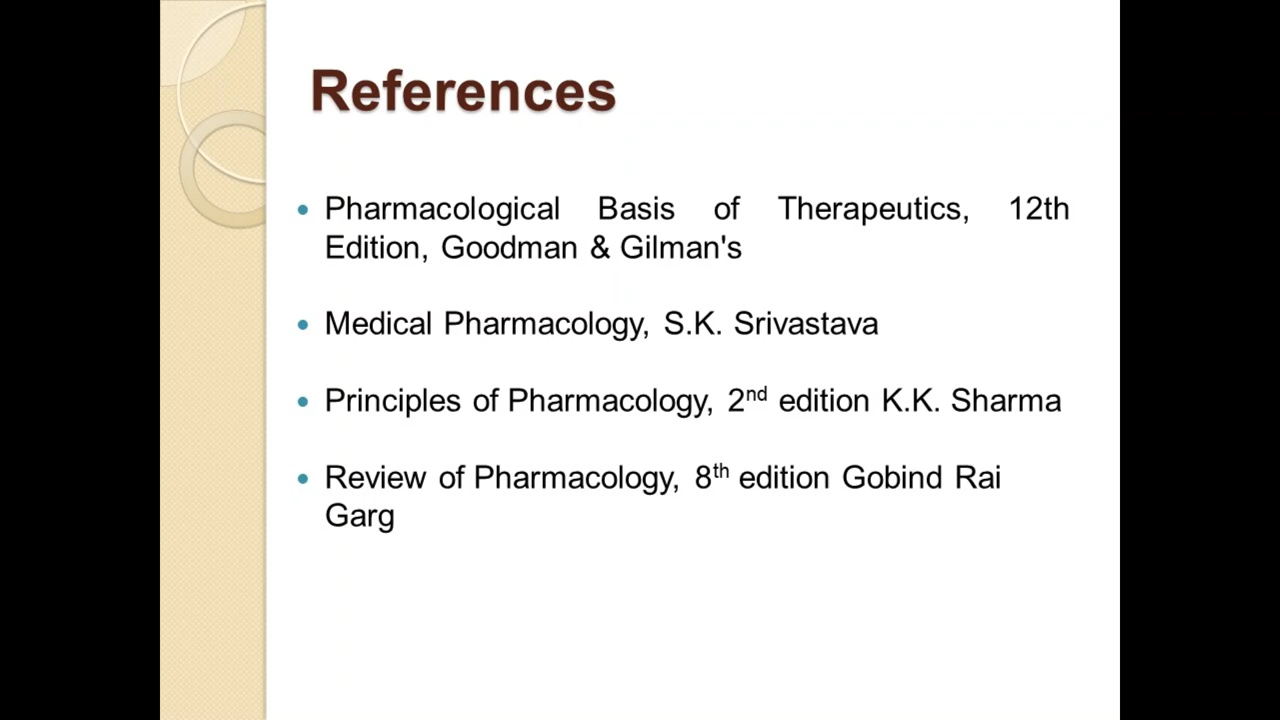 References
Pharmacological Basis of Therapeutics, 12th
Edition, Goodman & Gilman's
Medical Pharmacology, S.K. Srivastava
Principles of Pharmacology, 2nd edition K.K. Sharma
Review of Pharmacology, 8th edition Gobind Rai
Garg